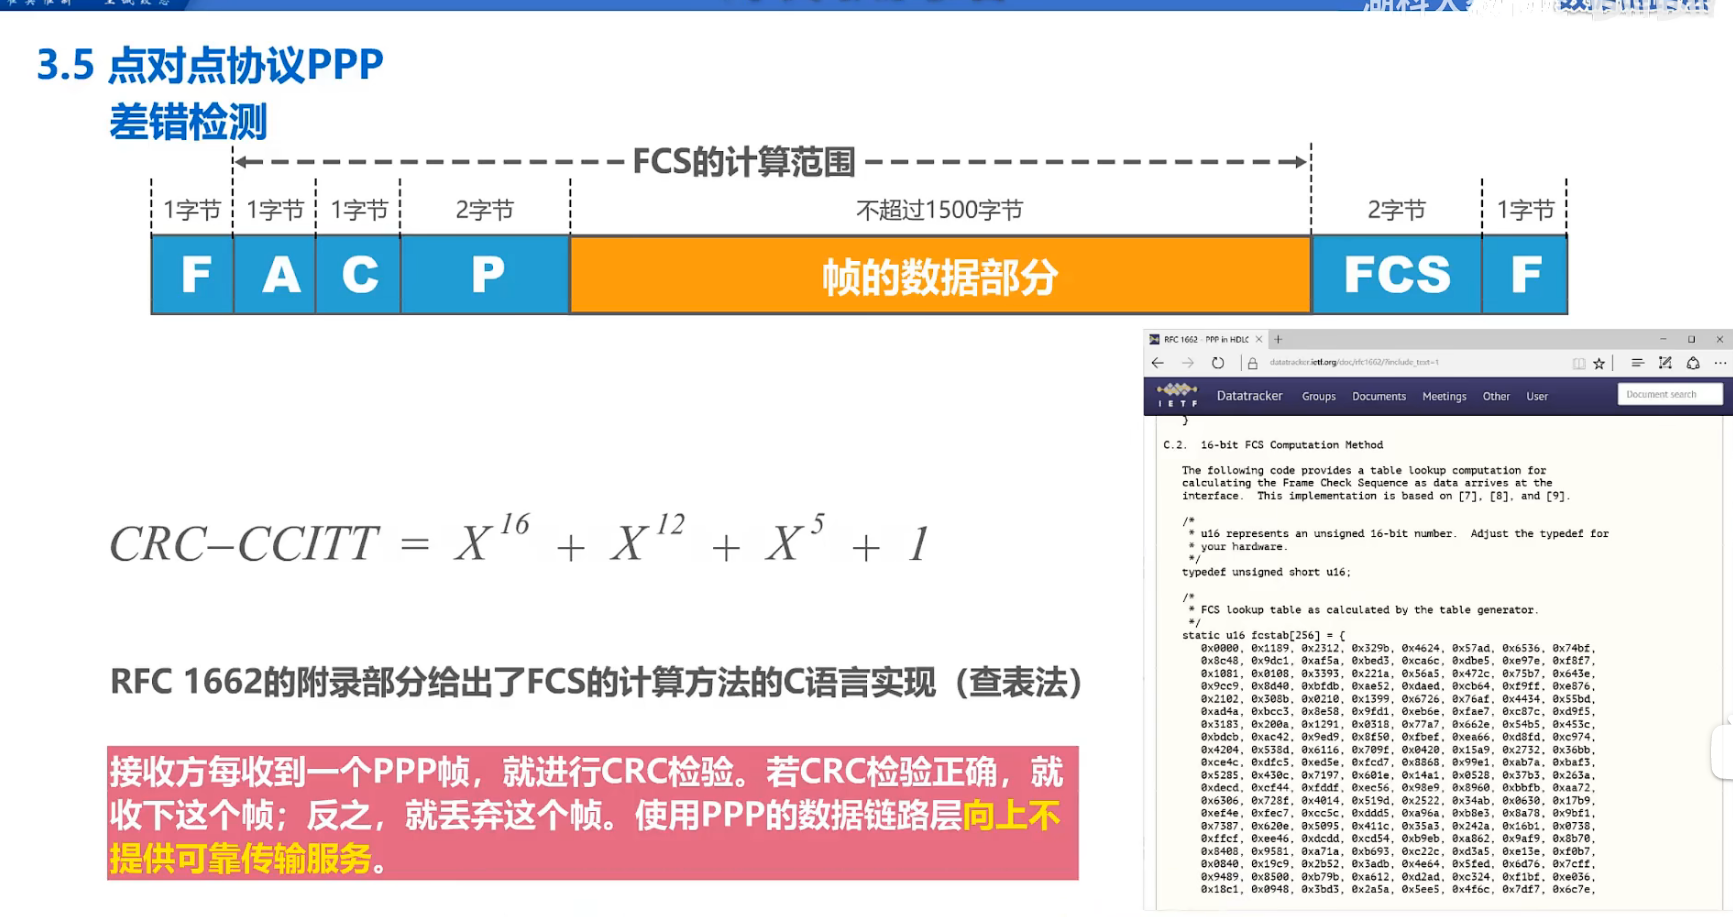 3.5 点对点协议PPP
差错检测
FCS的计算范围
1字节 1字节 1字节 2字节 不超过1500字节 2字节 1字节
F A C P 帧的数据部分 FCS F
CRC–CCITT = X^16 + X^12 + X^5 + 1
RFC 1662的附录部分给出了FCS的计算方法的C语言实现（查表法）
接收方每收到一个PPP帧，就进行CRC检验。若CRC检验正确，就
收下这个帧；反之，就丢弃这个帧。使用PPP的数据链路层向上不
提供可靠传输服务。
RFC 1662 - PPP in HDLC
datatracker.ietf.org/doc/rfc1662/?include_text=1
IETF Datatracker Groups Documents Meetings Other User Document search
}
C.2. 16-bit FCS Computation Method
The following code provides a table lookup computation for
calculating the Frame Check Sequence as data arrives at the
interface. This implementation is based on [7], [8], and [9].
/*
* u16 represents an unsigned 16-bit number. Adjust the typedef for
* your hardware.
*/
typedef unsigned short u16;
/*
* FCS lookup table as calculated by the table generator.
*/
static u16 fcstab[256] = {
0x0000, 0x1189, 0x2312, 0x329b, 0x4624, 0x57ad, 0x6536, 0x74bf,
0x8c48, 0x9dc1, 0xaf5a, 0xbed3, 0xca6c, 0xdbe5, 0xe97e, 0xf8f7,
0x1081, 0x0108, 0x3393, 0x221a, 0x56a5, 0x472c, 0x75b7, 0x643e,
0x9cc9, 0x8d40, 0xbfdb, 0xae52, 0xdaed, 0xcb64, 0xf9ff, 0xe876,
0x2102, 0x308b, 0x0210, 0x1399, 0x6726, 0x76af, 0x4434, 0x55bd,
0xad4a, 0xbcc3, 0x8e58, 0x9fd1, 0xeb6e, 0xfae7, 0xc87c, 0xd9f5,
0x3183, 0x200a, 0x1291, 0x0318, 0x77a7, 0x662e, 0x54b5, 0x453c,
0xbdcb, 0xac42, 0x9ed9, 0x8f50, 0xfbef, 0xea66, 0xd8fd, 0xc974,
0x4204, 0x538d, 0x6116, 0x709f, 0x0420, 0x15a9, 0x2732, 0x36bb,
0xce4c, 0xdfc5, 0xed5e, 0xfcd7, 0x8868, 0x99e1, 0xab7a, 0xbaf3,
0x5285, 0x430c, 0x7197, 0x601e, 0x14a1, 0x0528, 0x37b3, 0x263a,
0xdecd, 0xcf44, 0xfddf, 0xec56, 0x98e9, 0x8960, 0xbbfb, 0xaa72,
0x6306, 0x728f, 0x4014, 0x519d, 0x2522, 0x34ab, 0x0630, 0x17b9,
0xef4e, 0xfec7, 0xcc5c, 0xddd5, 0xa96a, 0xb8e3, 0x8a78, 0x9bf1,
0x7387, 0x620e, 0x5095, 0x411c, 0x35a3, 0x242a, 0x16b1, 0x0738,
0xffcf, 0xee46, 0xdcdd, 0xcd54, 0xb9eb, 0xa862, 0x9af9, 0x8b70,
0x8408, 0x9581, 0xa71a, 0xb693, 0xc22c, 0xd3a5, 0xe13e, 0xf0b7,
0x0840, 0x19c9, 0x2b52, 0x3adb, 0x4e64, 0x5fed, 0x6d76, 0x7cff,
0x9489, 0x8500, 0xb79b, 0xa612, 0xd2ad, 0xc324, 0xf1bf, 0xe036,
0x18c1, 0x0948, 0x3bd3, 0x2a5a, 0x5ee5, 0x4f6c, 0x7df7, 0x6c7e,